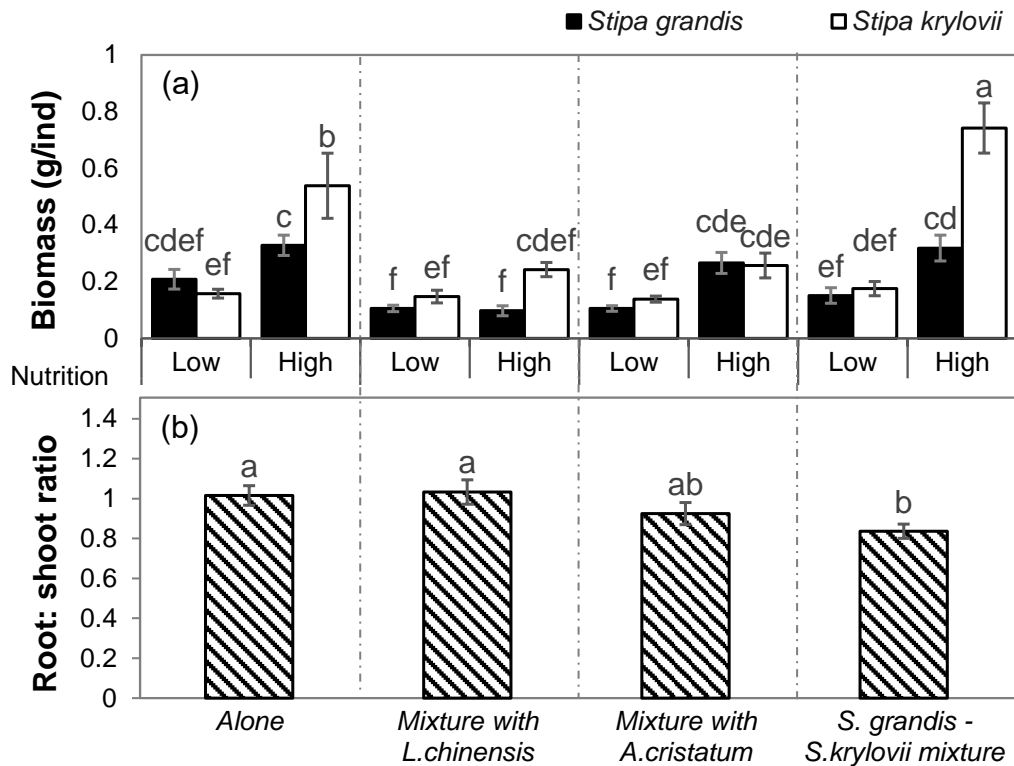 Stipa grandis Stipa krylovii
(a)
Biomass (g/ind)
1
0.8
0.6
0.4
0.2
0
cdef ef c b f ef f cdef f ef cde cde ef def cd a
Nutrition Low High Low High Low High Low High
(b)
Root: shoot ratio
1.4
1.2
1
0.8
0.6
0.4
0.2
0
a a ab b
Alone
Mixture with
L.chinensis
Mixture with
A.cristatum
S. grandis -
S.krylovii mixture